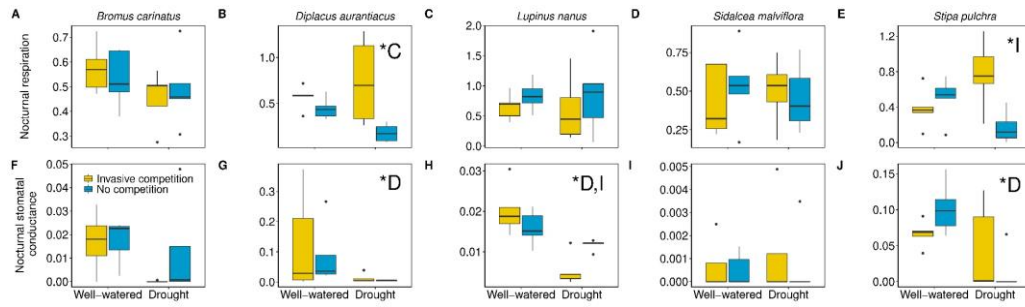 A Bromus carinatus
B Diplacus aurantiacus
C Lupinus nanus
D Sidalcea malviflora
E Stipa pulchra
Nocturnal respiration
0.7
0.6
0.5
0.4
0.3
1.0
0.5
*C
1.5
1.0
0.5
0.75
0.50
0.25
1.2
0.8
0.4
0.0
*I
F
G
H
I
J
Nocturnal stomatal
conductance
0.05
0.04
0.03
0.02
0.01
0.00
Invasive competition
No competition
0.3
0.2
0.1
0.0
*D
0.03
0.02
0.01
*D,I
0.005
0.004
0.003
0.002
0.001
0.000
0.15
0.10
0.05
0.00
*D
Well-watered Drought
Well-watered Drought
Well-watered Drought
Well-watered Drought
Well-watered Drought